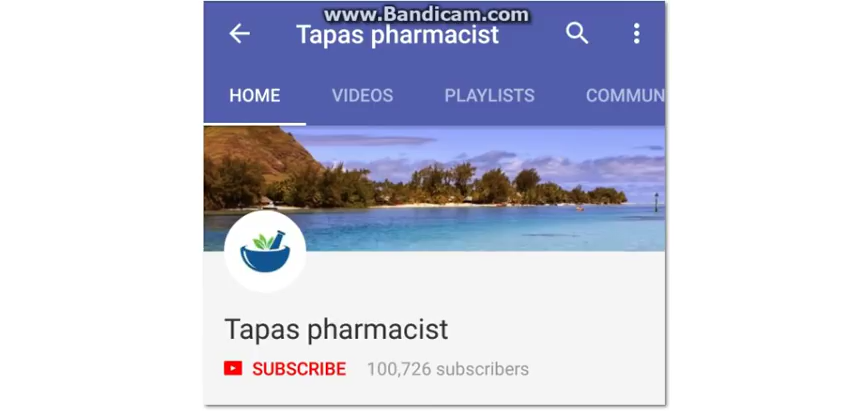 www.Bandicam.com
Tapas pharmacist
HOME VIDEOS PLAYLISTS COMMUN
Tapas pharmacist
SUBSCRIBE 100,726 subscribers